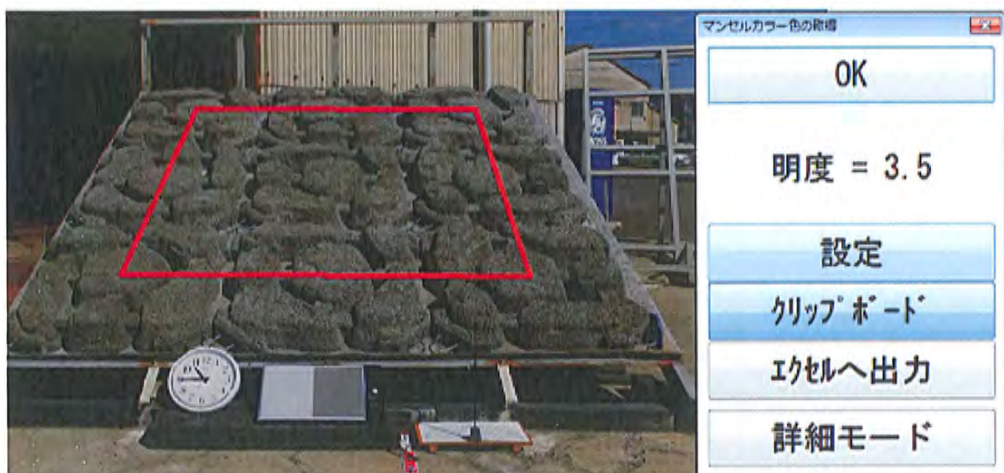 マンセルカラー色の取得
OK
明度 = 3.5
設定
ｸﾘｯﾌﾟﾎﾞｰﾄﾞ
ｴｸｾﾙへ出力
詳細モード